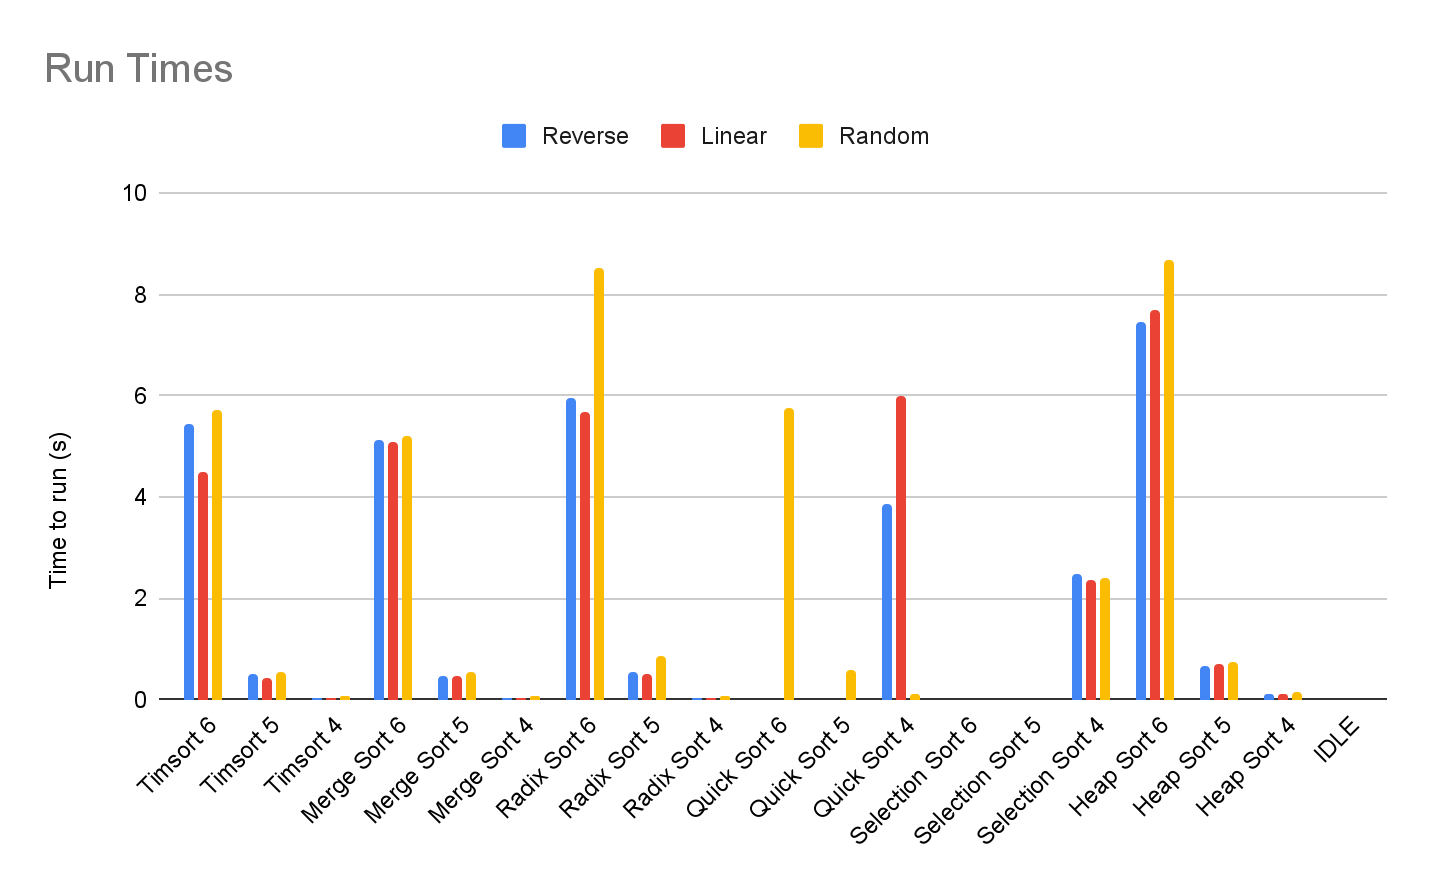 Run Times
Reverse Linear Random
10
8
6
4
2
0
Time to run (s)
Timsort 6
Timsort 5
Timsort 4
Merge Sort 6
Merge Sort 5
Merge Sort 4
Radix Sort 6
Radix Sort 5
Radix Sort 4
Quick Sort 6
Quick Sort 5
Quick Sort 4
Selection Sort 6
Selection Sort 5
Selection Sort 4
Heap Sort 6
Heap Sort 5
Heap Sort 4
IDLE